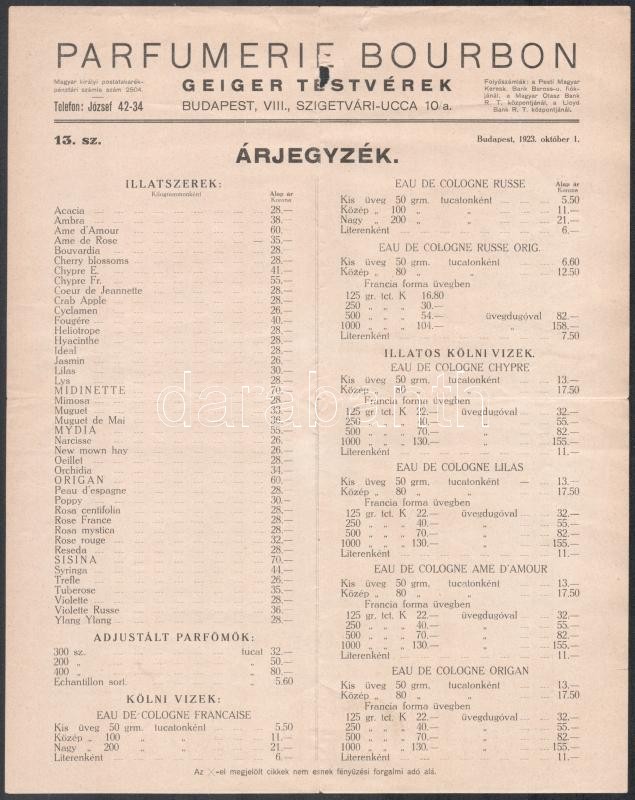 PARFUMERIE BOURBON
GEIGER TESTVÉREK
BUDAPEST, VIII., SZIGETVÁRI-UCCA 10/a.
Magyar királyi postatakarék-
pénztári számla szám 2504.
Telefon: József 42-34
Folyószámlák: a Pesti Magyar
Keresk. Bank Baross-u. fiók-
jánál, a Magyar Olasz Bank
R. T. központjánál, a Lloyd
Bank R. T. központjánál.
13. sz.
Budapest, 1923. október 1.
ÁRJEGYZÉK.
ILLATSZEREK:
Kilogrammonként
Alap ár
Korona
Acacia 28.—
Ambra 38.—
Ame d'Amour 60.
Ame de Rose 35.—
Bouvardia 28.—
Cherry blossoms 28.—
Chypre E. 41.—
Chypre Fr. 55.—
Coeur de Jeannette 28.—
Crab Apple 28.—
Cyclamen 26.—
Fougére 40.—
Heliotrope 28.—
Hyacinthe 28.—
Ideal 28.—
Jasmin 26.—
Lilas 30.—
Lys 28.—
MIDINETTE 70.—
Mimosa 28.—
Muguet 33.—
Muguet de Mai 36.
MYDIA 55.—
Narcisse 26.
New mown hay 26.—
Oeillet 28.—
Orchidia 34.—
ORIGAN 60.
Peau d'espagne 28.—
Poppy 30.—
Rosa centifolia 28.—
Rose France 28.—
Rosa mystica 28.—
Rose rouge 32.—
Reseda 28.—
SISINA 70.—
Syringa 44.—
Trefle 26.—
Tuberose 35.—
Violette 28.—
Violette Russe 36.
Ylang Ylang 28.—
ADJUSTÁLT PARFÖMÖK:
300 sz. tucat 32.—
200 „ „ 50.—
400 „ „ 80.—
Echantillon sort. „ 5.60
KÖLNI VIZEK:
EAU DE COLOGNE FRANCAISE
Kis üveg 50 grm. tucatonként 5.50
Közép „ 100 „ „ 11.—
Nagy „ 200 „ „ 21.—
Literenként 6.—
EAU DE COLOGNE RUSSE
Alap ár
Korona
Kis üveg 50 grm. tucatonként 5.50
Közép „ 100 „ „ 11.—
Nagy „ 200 „ „ 21.—
Literenként 6.—
EAU DE COLOGNE RUSSE ORIG.
Kis üveg 50 grm. tucatonként 6.60
Közép „ 80 „ „ 12.50
Francia forma üvegben
125 gr. tct. K 16.80
250 „ „ „ 30.—
500 „ „ „ 54.— üvegdugóval 82.—
1000 „ „ „ 104.— „ 158.—
Literenként 7.50
ILLATOS KÖLNI VIZEK.
EAU DE COLOGNE CHYPRE
Kis üveg 50 grm. tucatonként 13.—
Közép „ 80 „ „ 17.50
Francia forma üvegben
125 gr. tct. K 22.— üvegdugóval 32.—
250 „ „ „ 40.— „ 55.—
500 „ „ „ 70.— „ 82.—
1000 „ „ „ 130.— „ 155.—
Literenként 11.—
EAU DE COLOGNE LILAS
Kis üveg 50 grm. tucatonként 13.—
Közép „ 80 „ „ 17.50
Francia forma üvegben
125 gr. tct. K 22.— üvegdugóval 32.—
250 „ „ „ 40.— „ 55.—
500 „ „ „ 70.— „ 82.—
1000 „ „ „ 130.— „ 155.—
Literenként 11.—
EAU DE COLOGNE AME D'AMOUR
Kis üveg 50 grm. tucatonként 13.—
Közép „ 80 „ „ 17.50
Francia forma üvegben
125 gr. tct. K 22.— üvegdugóval 32.—
250 „ „ „ 40.— „ 55.—
500 „ „ „ 70.— „ 82.—
1000 „ „ „ 130.— „ 155.—
Literenként 11.—
EAU DE COLOGNE ORIGAN
Kis üveg 50 grm. tucatonként 13.—
Közép „ 80 „ „ 17.50
Francia forma üvegben
125 gr. tct. K 22.— üvegdugóval 32.—
250 „ „ „ 40.— „ 55.—
500 „ „ „ 70.— „ 82.—
1000 „ „ „ 130.— „ 155.—
Literenként 11.—
Az X-el megjelölt cikkek nem esnek fényüzési forgalmi adó alá.
darabanth